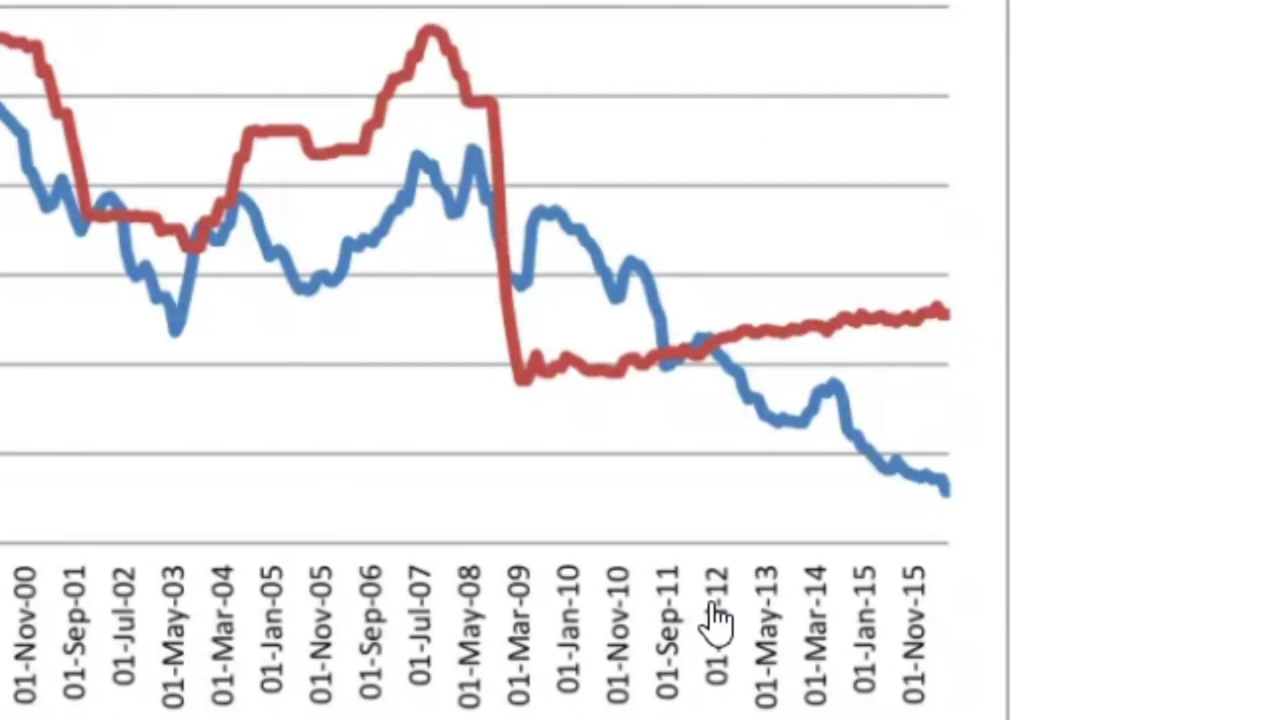 01-Nov-00
01-Sep-01
01-Jul-02
01-May-03
01-Mar-04
01-Jan-05
01-Nov-05
01-Sep-06
01-Jul-07
01-May-08
01-Mar-09
01-Jan-10
01-Nov-10
01-Sep-11
01 -12
01-May-13
01-Mar-14
01-Jan-15
01-Nov-15